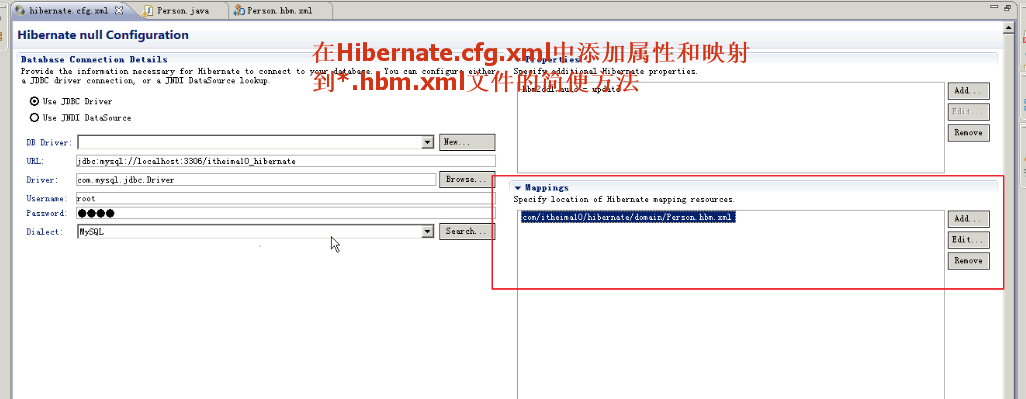 hibernate.cfg.xml
Person.java
Person.hbm.xml
Hibernate null Configuration
在Hibernate.cfg.xml中添加属性和映射
到*.hbm.xml文件的简便方法
Database Connection Details
Provide the information necessary for Hibernate to connect to your database. You can configure either
a JDBC driver connection, or a JNDI DataSource lookup.
Use JDBC Driver
Use JNDI DataSource
DB Driver:
New...
URL:
jdbc:mysql://localhost:3306/itheima10_hibernate
Driver:
com.mysql.jdbc.Driver
Browse...
Username:
root
Password:
Dialect:
MySQL
Search...
Properties
Specify additional Hibernate properties.
hbm2ddl.auto = update
Add...
Edit...
Remove
Mappings
Specify location of Hibernate mapping resources.
com/itheima10/hibernate/domain/Person.hbm.xml
Add...
Edit...
Remove